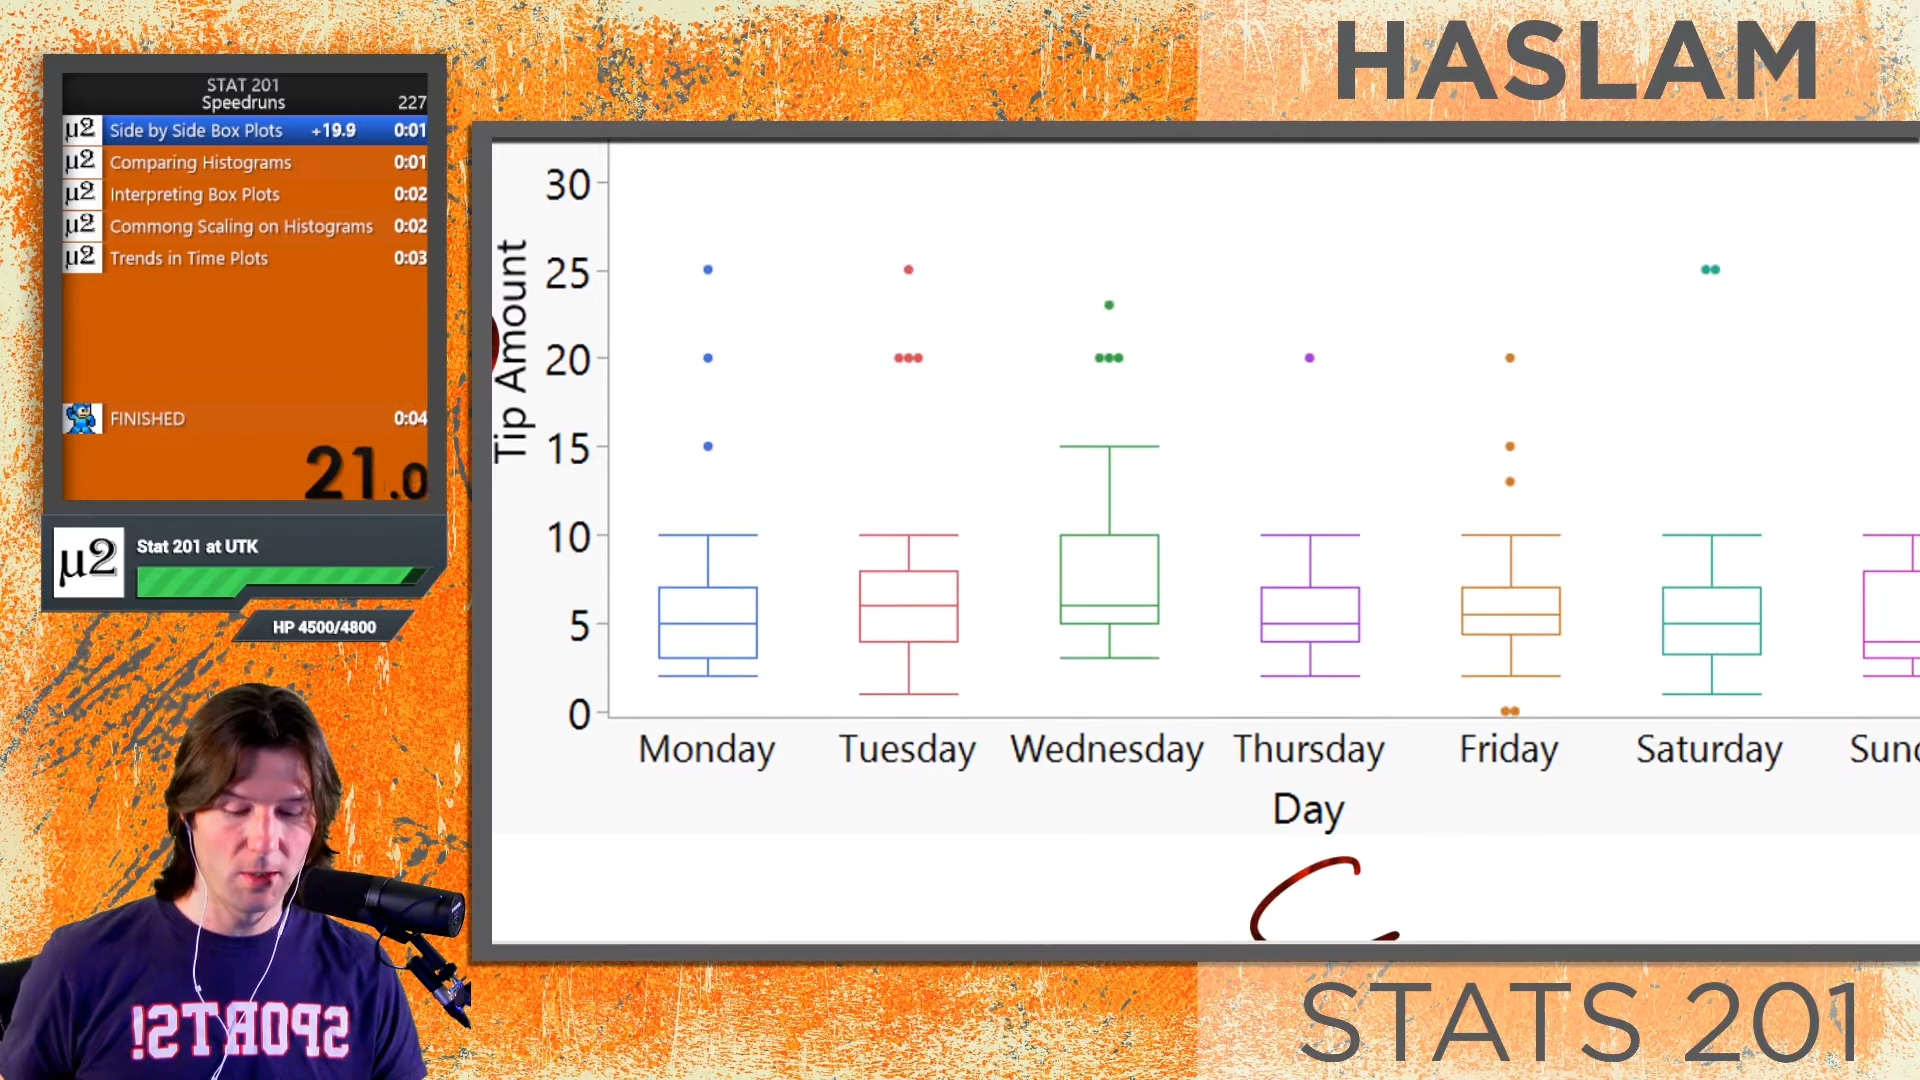 HASLAM
STAT 201
Speedruns 227
µ2 Side by Side Box Plots +19.9 0:01
µ2 Comparing Histograms 0:01
µ2 Interpreting Box Plots 0:02
µ2 Commong Scaling on Histograms 0:02
µ2 Trends in Time Plots 0:03
FINISHED 0:04
21.0
µ2 Stat 201 at UTK
HP 4500/4800
Tip Amount
30
25
20
15
10
5
0
Monday Tuesday Wednesday Thursday Friday Saturday
Day
C
SPORTS!
STATS 201